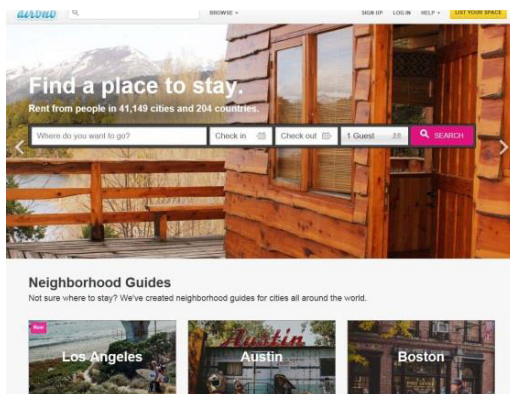 airbnb
BROWSE
SIGN UP LOG IN HELP LIST YOUR SPACE
Find a place to stay.
Rent from people in 41,149 cities and 204 countries.
Where do you want to go? Check in Check out 1 Guest SEARCH
Neighborhood Guides
Not sure where to stay? We've created neighborhood guides for cities all around the world.
New
Los Angeles
Austin
Austin
Boston